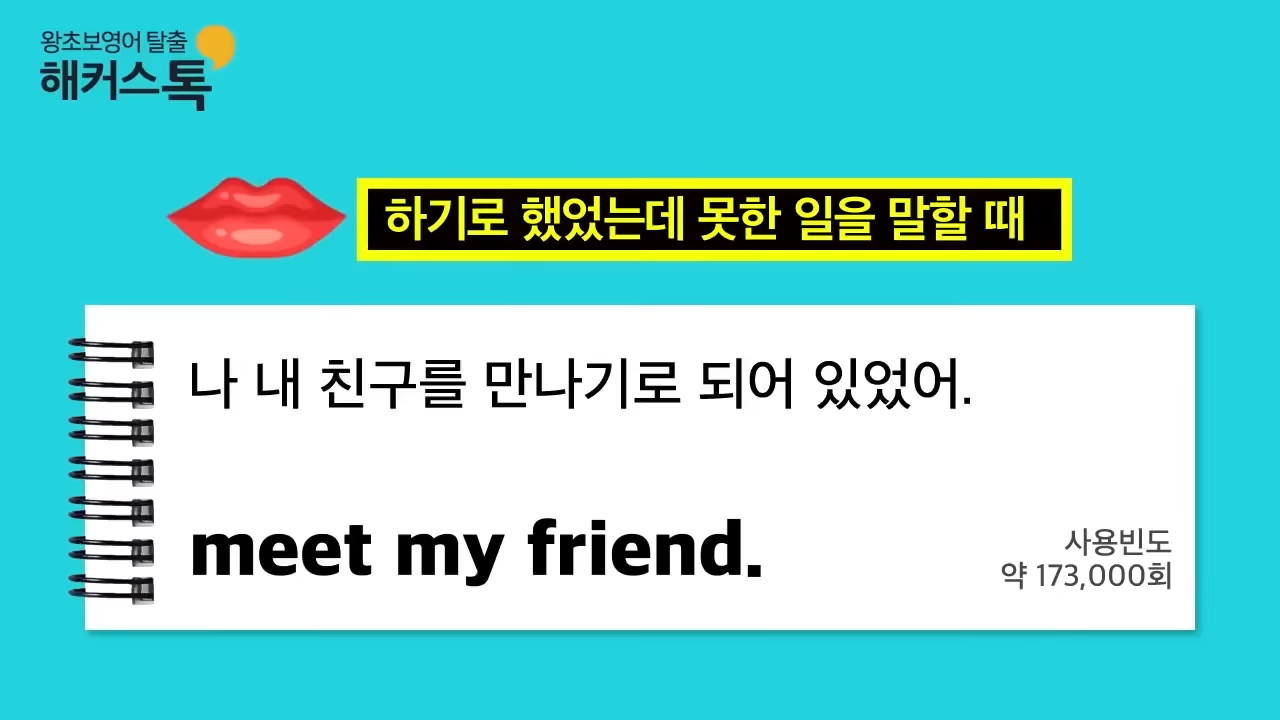 왕초보영어 탈출
해커스톡
하기로 했었는데 못한 일을 말할 때
나 내 친구를 만나기로 되어 있었어.
meet my friend.
사용빈도
약 173,000회